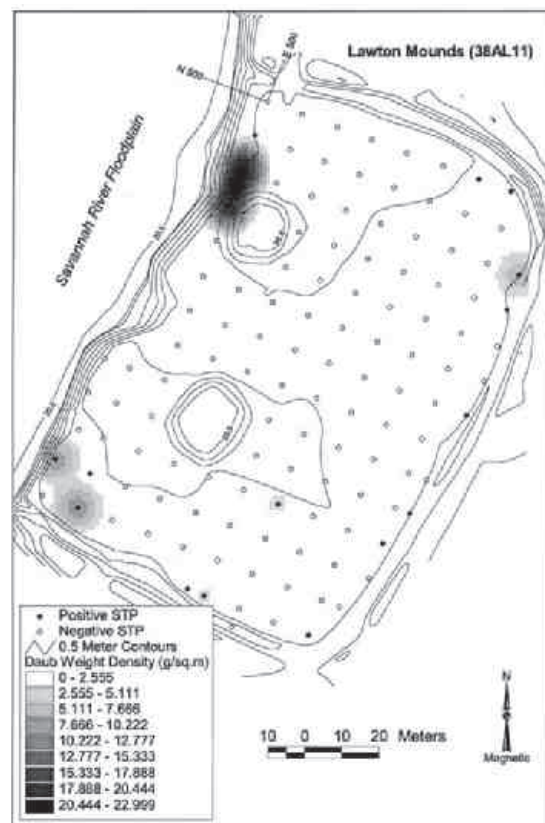 Lawton Mounds (38AL11)
N 500
E 500
Savannah River Floodplain
Positive STP
Negative STP
0.5 Meter Contours
Daub Weight Density (g/sq.m)
0 - 2.555
2.555 - 5.111
5.111 - 7.666
7.666 - 10.222
10.222 - 12.777
12.777 - 15.333
15.333 - 17.888
17.888 - 20.444
20.444 - 22.999
10 0 10 20 Meters
N
Magnetic